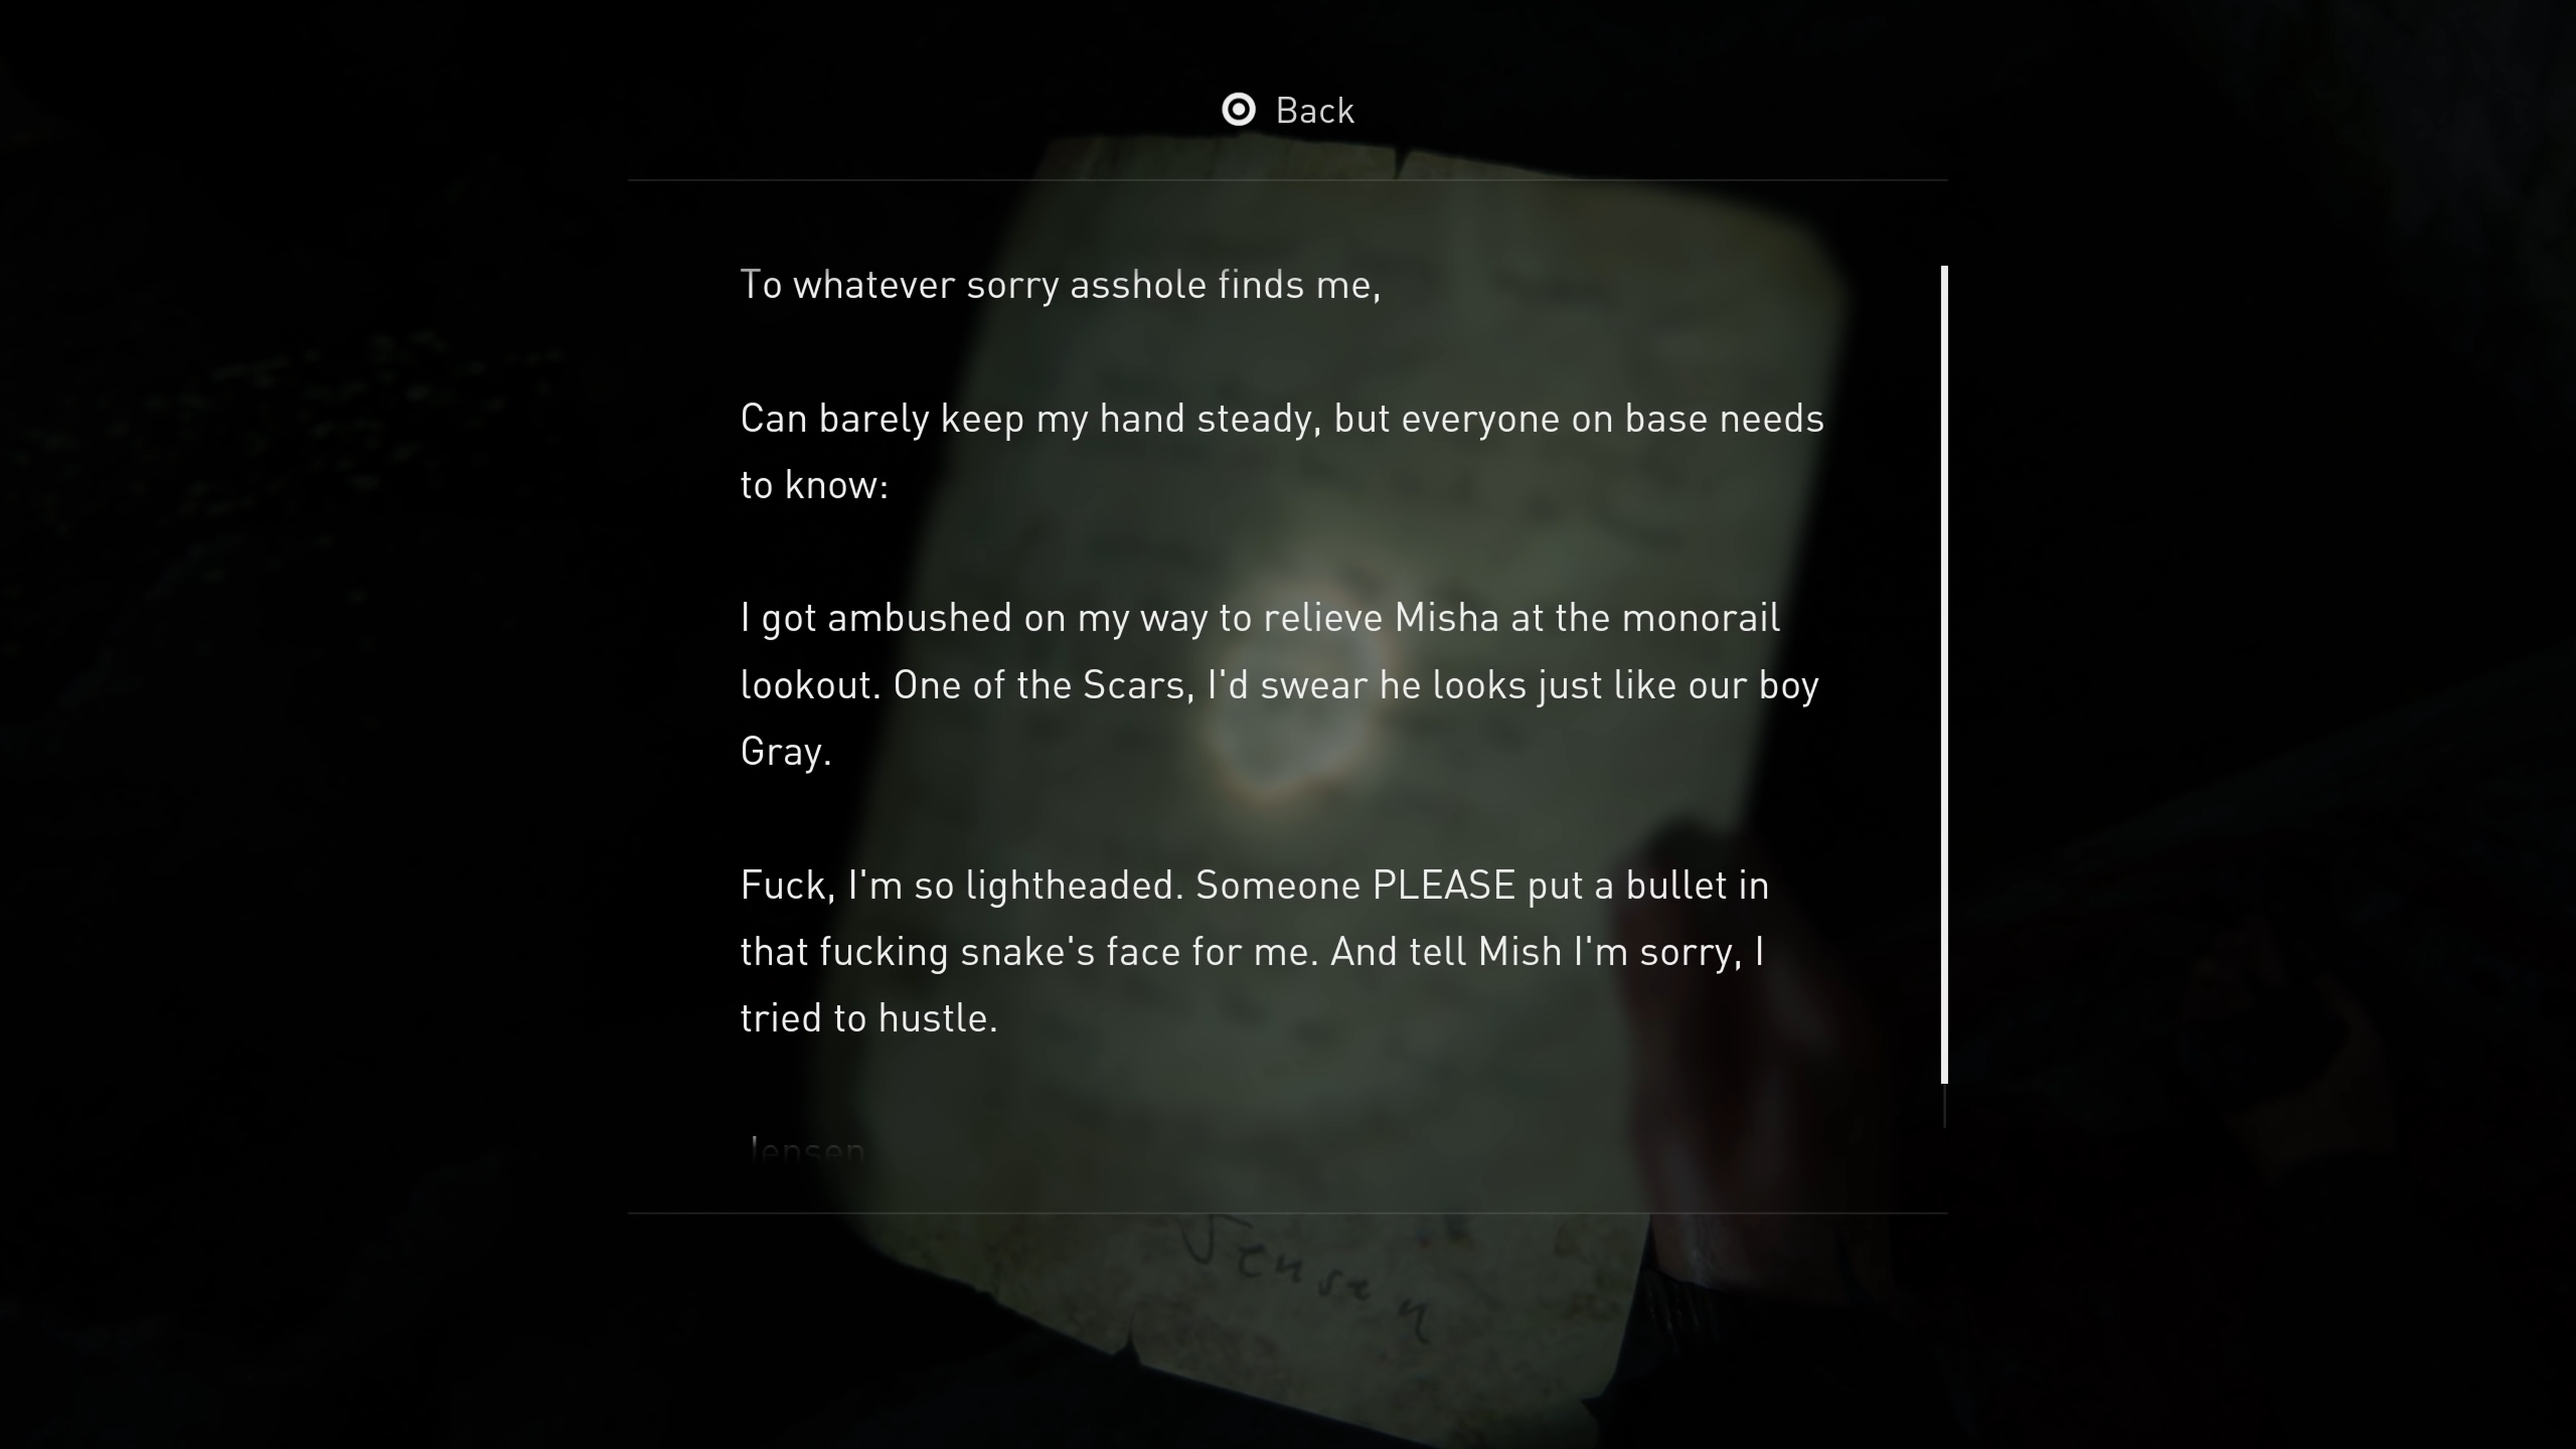 Back
To whatever sorry asshole finds me,
Can barely keep my hand steady, but everyone on base needs
to know:
I got ambushed on my way to relieve Misha at the monorail
lookout. One of the Scars, I'd swear he looks just like our boy
Gray.
Fuck, I'm so lightheaded. Someone PLEASE put a bullet in
that fucking snake's face for me. And tell Mish I'm sorry, I
tried to hustle.
Jensen
Jensen